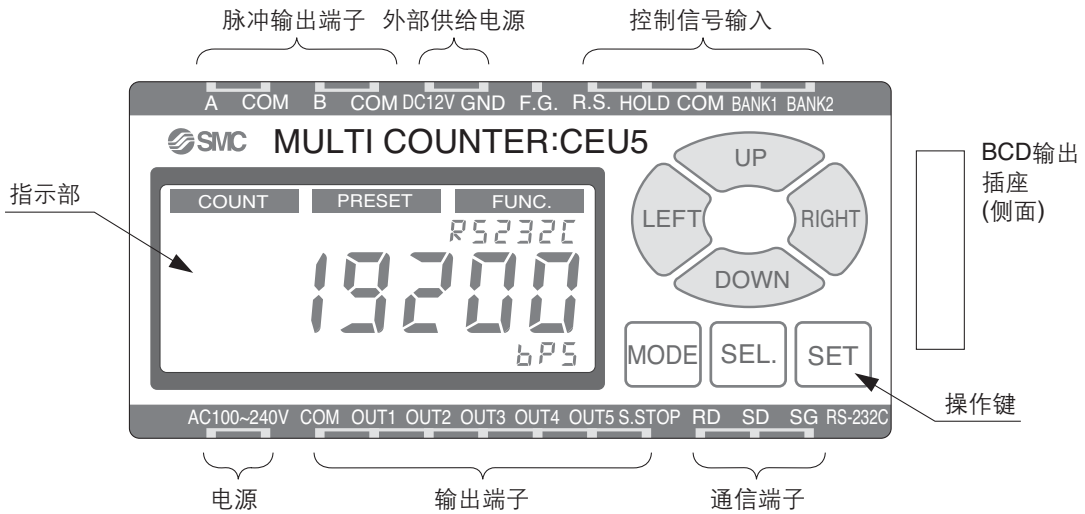 脉冲输出端子 外部供给电源 控制信号输入
A COM B COM DC12V GND F.G. R.S. HOLD COM BANK1 BANK2
SMC MULTI COUNTER:CEU5
UP
LEFT
RIGHT
DOWN
BCD输出
插座
(侧面)
指示部
COUNT PRESET FUNC.
RS232C
19200
bPS
MODE SEL. SET
操作键
AC100~240V COM OUT1 OUT2 OUT3 OUT4 OUT5 S.STOP RD SD SG RS-232C
电源 输出端子 通信端子